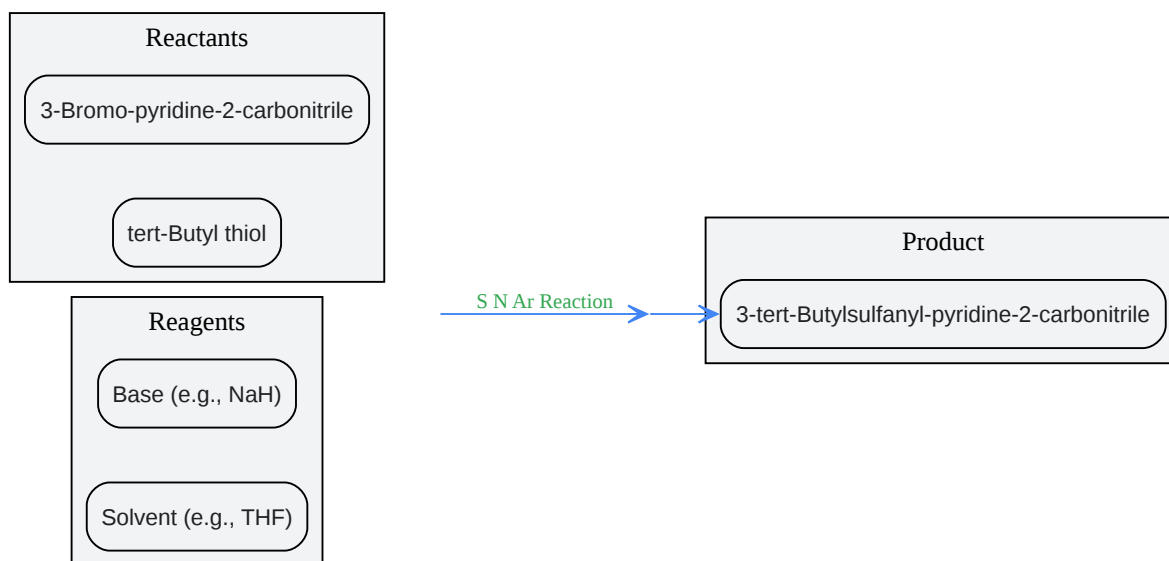 Reactants
3-Bromo-pyridine-2-carbonitrile
tert-Butyl thiol
Reagents
Base (e.g., NaH)
Solvent (e.g., THF)
S N Ar Reaction
Product
3-tert-Butylsulfanyl-pyridine-2-carbonitrile